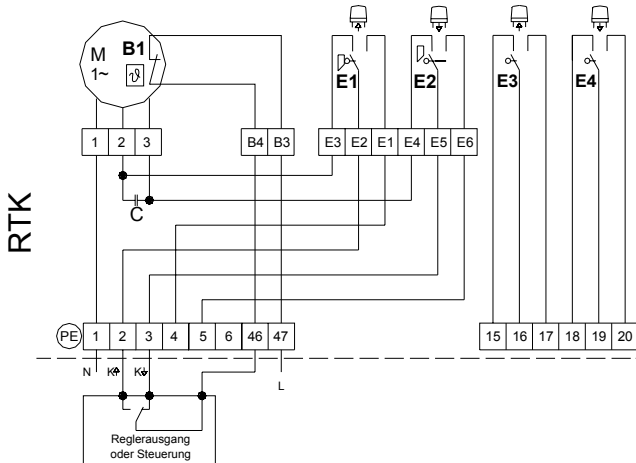 M
1~
B1
ϑ
E1
E2
E3
E4
1 2 3
B4 B3
E3 E2 E1 E4 E5 E6
C
RTK
PE
1 2 3 4 5 6 46 47
15 16 17 18 19 20
N K K
L
Reglerausgang
oder Steuerung